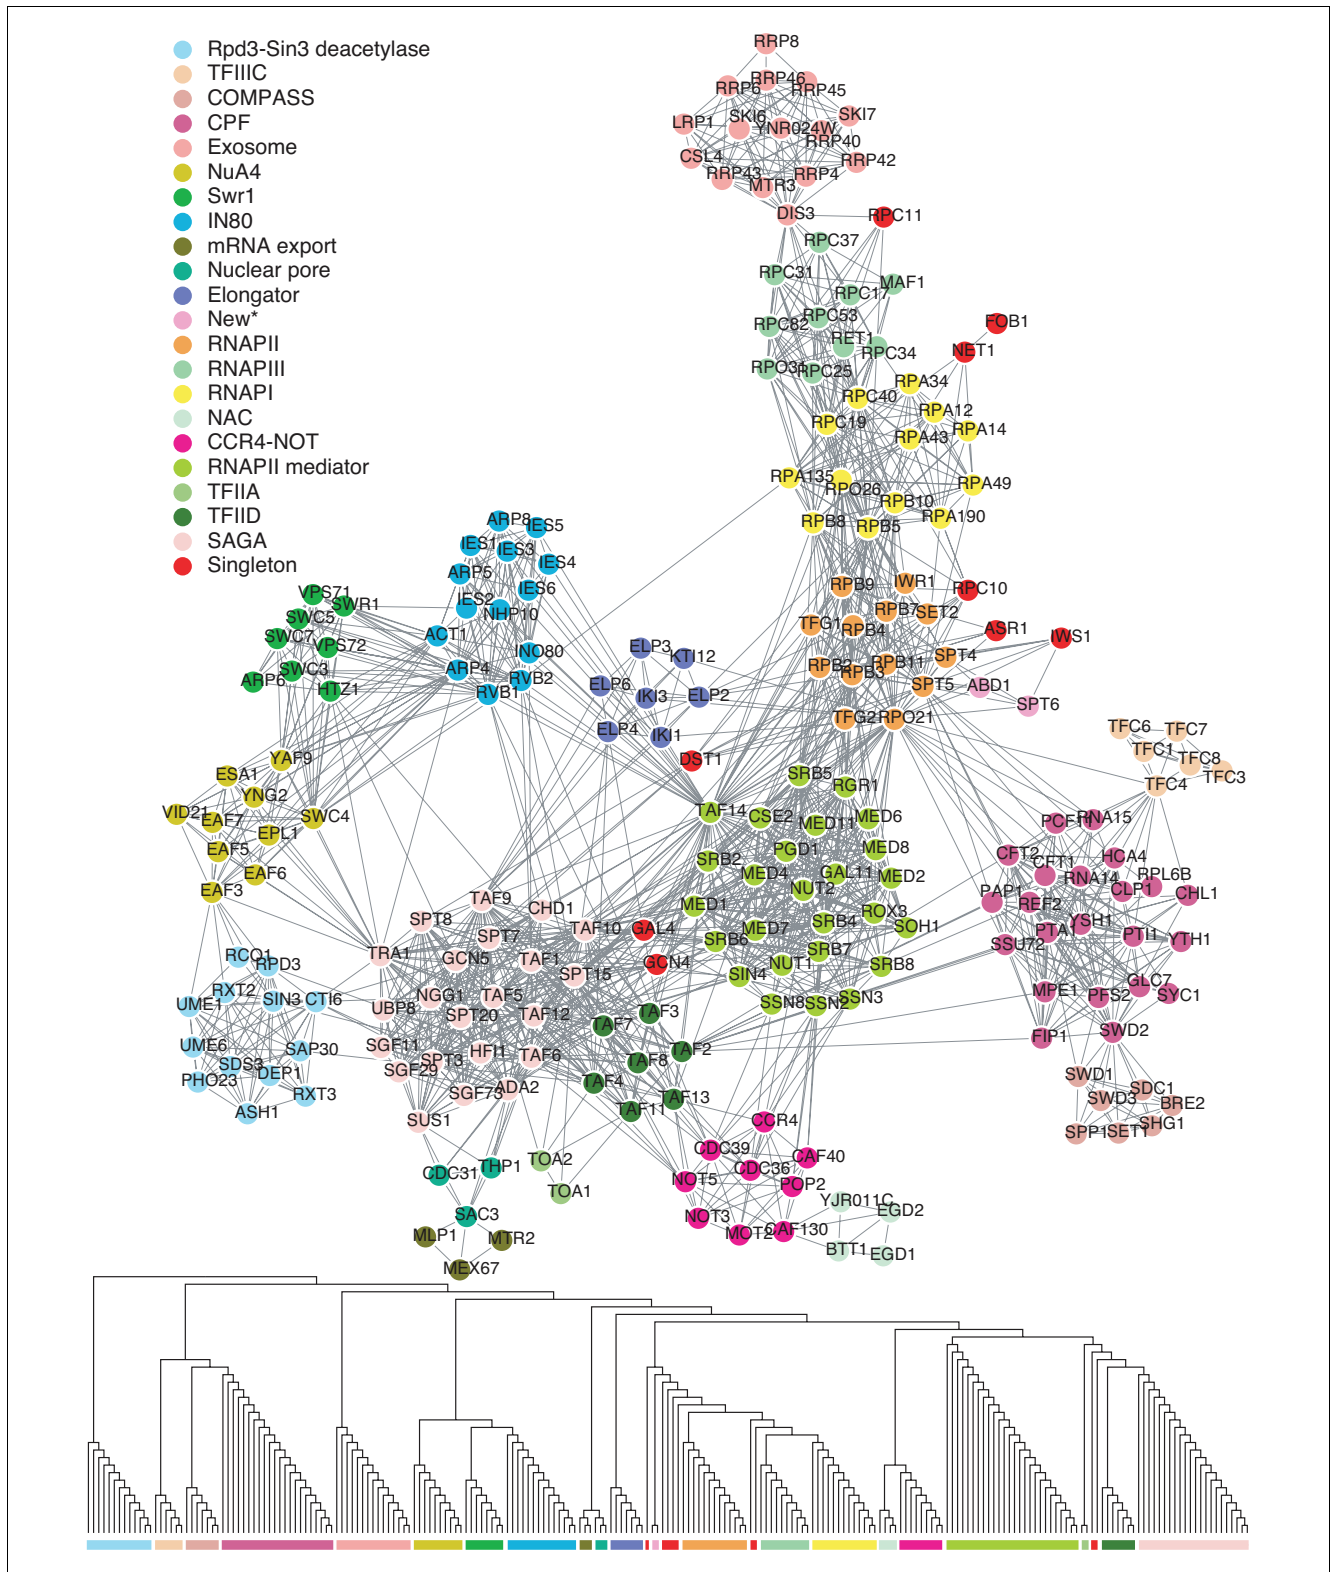 Rpd3-Sin3 deacetylase
TFIIIC
COMPASS
CPF
Exosome
NuA4
Swr1
IN80
mRNA export
Nuclear pore
Elongator
New*
RNAPII
RNAPIII
RNAPI
NAC
CCR4-NOT
RNAPII mediator
TFIIA
TFIID
SAGA
Singleton
RRP8
RRP46
RRP6
RRP45
SKI6
SKI7
LRP1
YNR024W
RRP40
CSL4
RRP42
RRP43
RRP4
MTR3
DIS3
RPC11
RPC37
RPC31
MAF1
RPC17
RPC53
RPC82
RET1
RPC34
RPO31
RPC25
FOB1
NET1
RPA34
RPC40
RPA12
RPC19
RPA14
RPA43
RPA135
RPO26
RPA49
RPB10
RPA190
RPB8
RPB5
ARP8
IES5
IES1
IES3
IES4
ARP5
IES6
IES2
NHP10
ACT1
INO80
ARP4
RVB2
RVB1
VPS71
SWR1
SWC5
SWC7
VPS72
SWC3
ARP6
HTZ1
RPB9
IWR1
RPC10
RPB7
SET2
TFG1
RPB4
ASR1
IWS1
SPT4
RPB2
RPB11
RPB3
SPT5
ABD1
SPT6
TFG2
RPO21
ELP3
KTI12
ELP6
IKI3
ELP2
ELP4
IKI1
DST1
TFC6
TFC7
TFC1
TFC8
TFC3
TFC4
YAF9
ESA1
YNG2
VID21
EAF7
SWC4
EPL1
EAF5
EAF6
EAF3
SRB5
RGR1
TAF14
CSE2
MED11
MED6
PGD1
MED8
SRB2
MED4
GAL11
MED2
NUT2
MED1
ROX3
SRB4
SOH1
MED7
SRB6
SRB7
NUT1
SRB8
SIN4
SSN8
SSN2
SSN3
PCF11
RNA15
CFT2
CFT1
HCA4
RNA14
RPL6B
CLP1
CHL1
PAP1
REF2
YSH1
PTA1
PTI1
YTH1
SSU72
GLC7
MPE1
PFS2
SYC1
FIP1
SWD2
SWD1
SDC1
SWD3
BRE2
SHG1
SPP1
SET1
TAF9
CHD1
SPT8
TAF10
GAL4
SPT7
TRA1
GCN5
TAF1
GCN4
SPT15
NGG1
TAF5
UBP8
SPT20
TAF12
SGF11
SPT3
HFI1
TAF6
SGF29
SGF73
ADA2
SUS1
TAF3
TAF7
TAF2
TAF8
TAF4
TAF13
TAF11
RCO1
RPD3
RXT2
UME1
SIN3
CTI6
UME6
SAP30
SDS3
DEP1
PHO23
RXT3
ASH1
CDC31
THP1
SAC3
TOA2
TOA1
MLP1
MTR2
MEX67
CCR4
CDC39
CAF40
CDC36
NOT5
POP2
NOT3
MOT2
CAF130
YJR011C
EGD2
BTT1
EGD1